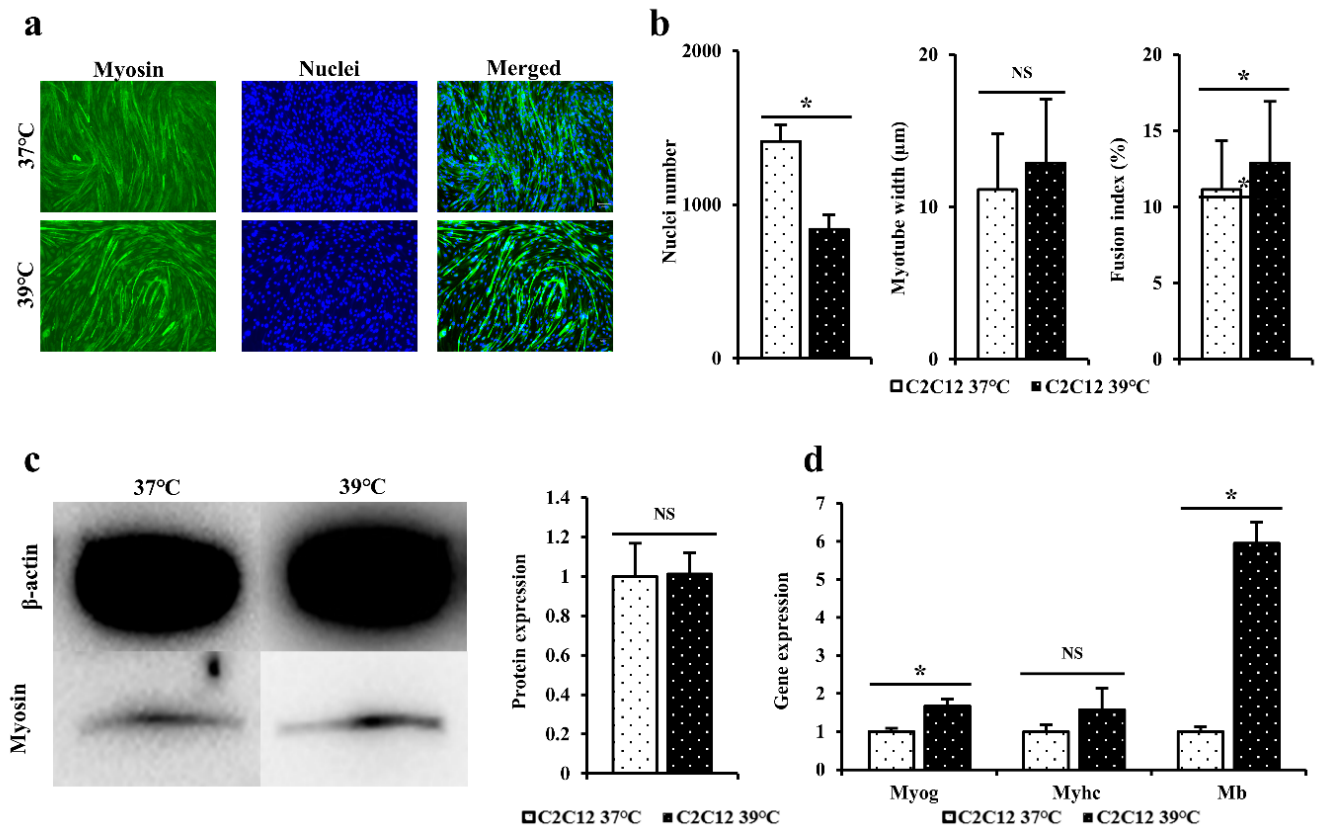 a
Myosin Nuclei Merged
37°C
39°C
b
2000
1000
0
Nuclei number
*
20
10
0
Myotube width (μm)
NS
20
15
10
5
0
Fusion index (%)
*
*
C2C12 37°C C2C12 39°C
c
37°C 39°C
β-actin
Myosin
1.4
1.2
1
0.8
0.6
0.4
0.2
0
Protein expression
NS
C2C12 37°C C2C12 39°C
d
7
6
5
4
3
2
1
0
Gene expression
*
NS
*
Myog Myhc Mb
C2C12 37°C C2C12 39°C